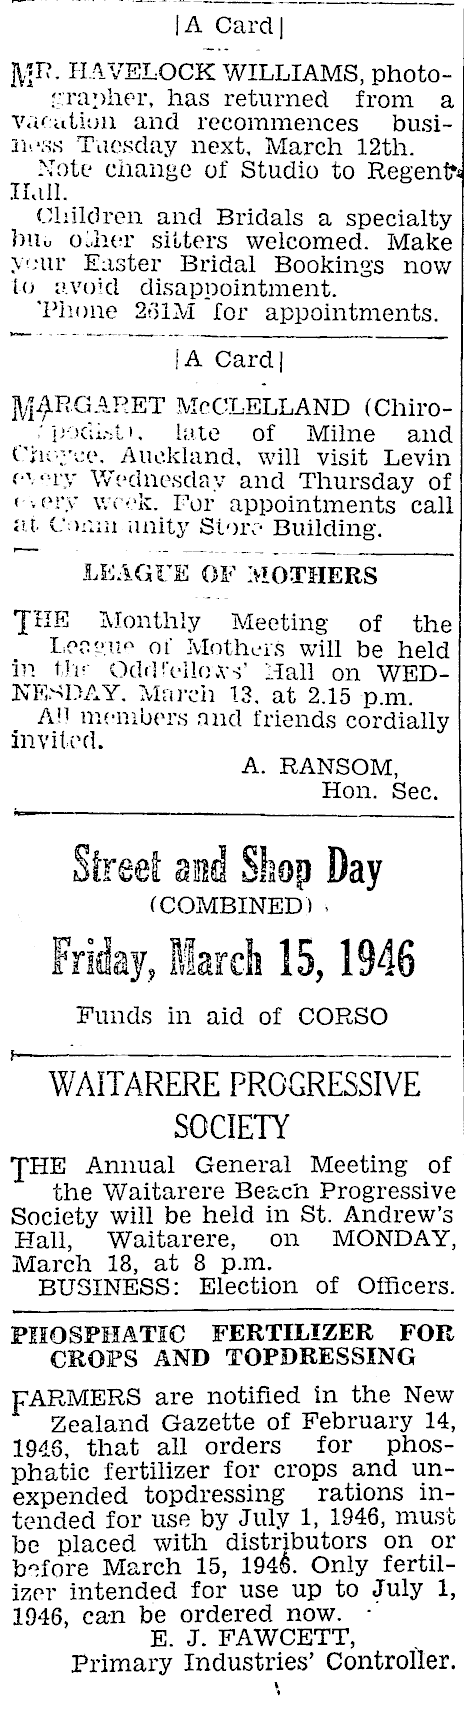 |A Card|
MR. HAVELOCK WILLIAMS, photo-
grapher, has returned from a
vacation and recommences busi-
ness Tuesday next, March 12th.
Note change of Studio to Regent
Hall.
Children and Bridals a specialty
but other sitters welcomed. Make
your Easter Bridal Bookings now
to avoid disappointment.
'Phone 261M for appointments.
|A Card|
MARGARET McCLELLAND (Chiro-
podist), late of Milne and
Choyce, Auckland, will visit Levin
every Wednesday and Thursday of
every week. For appointments call
at Community Store Building.
LEAGUE OF MOTHERS
THE Monthly Meeting of the
League of Mothers will be held
in the Oddfellows' Hall on WED-
NESDAY, March 13, at 2.15 p.m.
All members and friends cordially
invited.
A. RANSOM,
Hon. Sec.
Street and Shop Day
(COMBINED)
Friday, March 15, 1946
Funds in aid of CORSO
WAITARERE PROGRESSIVE
SOCIETY
THE Annual General Meeting of
the Waitarere Beach Progressive
Society will be held in St. Andrew's
Hall, Waitarere, on MONDAY,
March 18, at 8 p.m.
BUSINESS: Election of Officers.
PHOSPHATIC FERTILIZER FOR
CROPS AND TOPDRESSING
FARMERS are notified in the New
Zealand Gazette of February 14,
1946, that all orders for phos-
phatic fertilizer for crops and un-
expended topdressing rations in-
tended for use by July 1, 1946, must
be placed with distributors on or
before March 15, 1946. Only fertil-
izer intended for use up to July 1,
1946, can be ordered now.
E. J. FAWCETT,
Primary Industries' Controller.